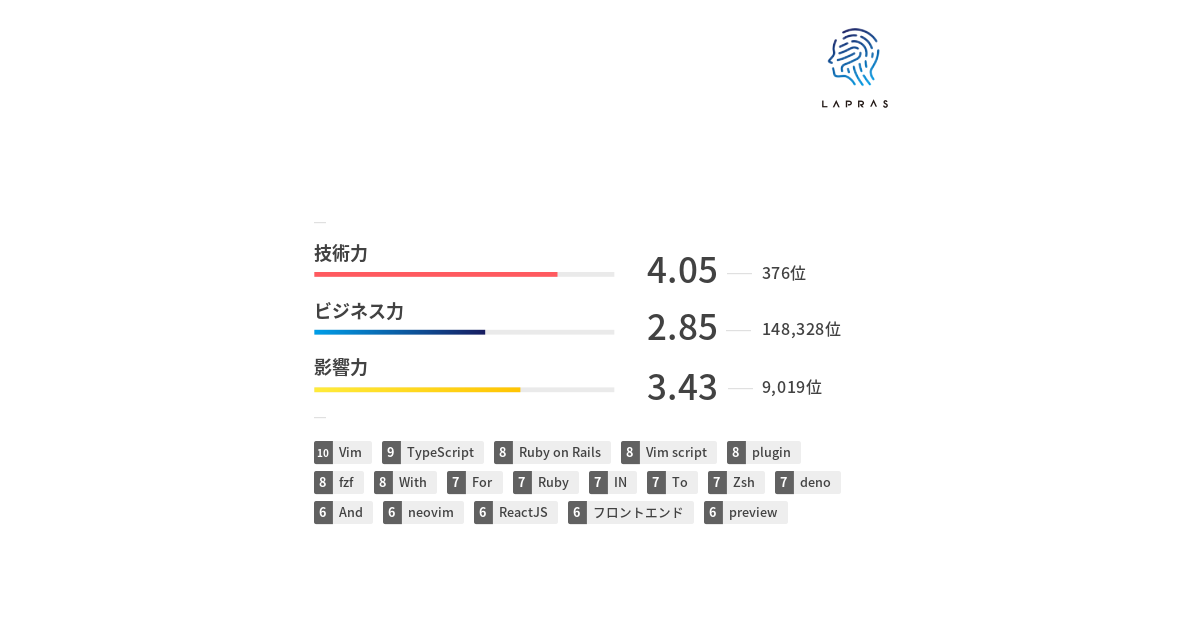 LAPRAS
技術力
4.05 376位
ビジネス力
2.85 148,328位
影響力
3.43 9,019位
10 Vim 9 TypeScript 8 Ruby on Rails 8 Vim script 8 plugin
8 fzf 8 With 7 For 7 Ruby 7 IN 7 To 7 Zsh 7 deno
6 And 6 neovim 6 ReactJS 6 フロントエンド 6 preview